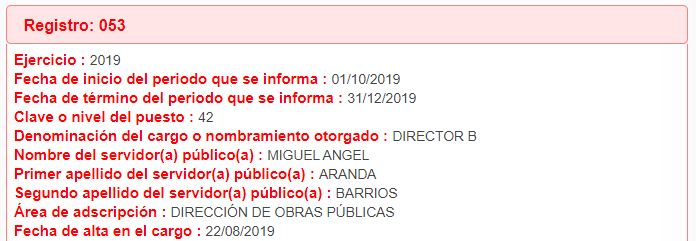 Registro: 053
Ejercicio : 2019
Fecha de inicio del periodo que se informa : 01/10/2019
Fecha de término del periodo que se informa : 31/12/2019
Clave o nivel del puesto : 42
Denominación del cargo o nombramiento otorgado : DIRECTOR B
Nombre del servidor(a) público(a) : MIGUEL ANGEL
Primer apellido del servidor(a) público(a) : ARANDA
Segundo apellido del servidor(a) público(a) : BARRIOS
Área de adscripción : DIRECCIÓN DE OBRAS PÚBLICAS
Fecha de alta en el cargo : 22/08/2019